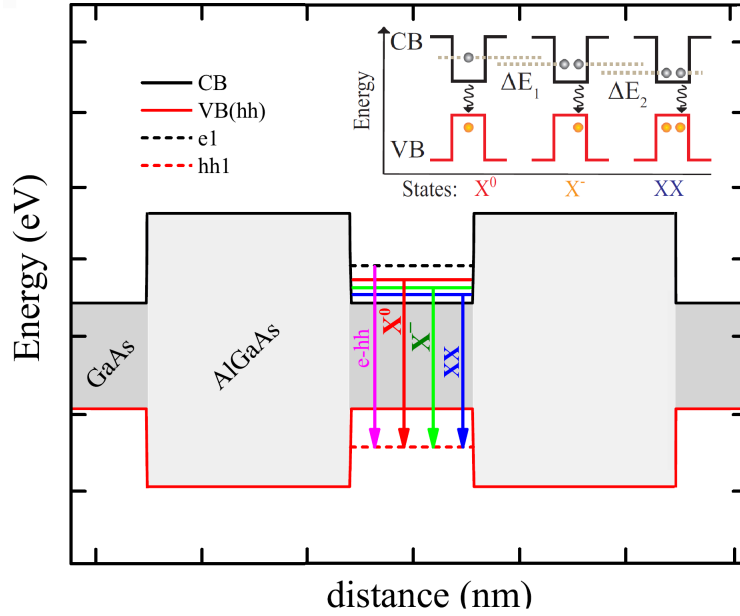 CB
VB(hh)
e1
hh1
Energy
CB
VB
ΔE1
ΔE2
States: X⁰ X⁻ XX
Energy (eV)
GaAs
AlGaAs
e-hh
X⁰
X⁻
XX
distance (nm)